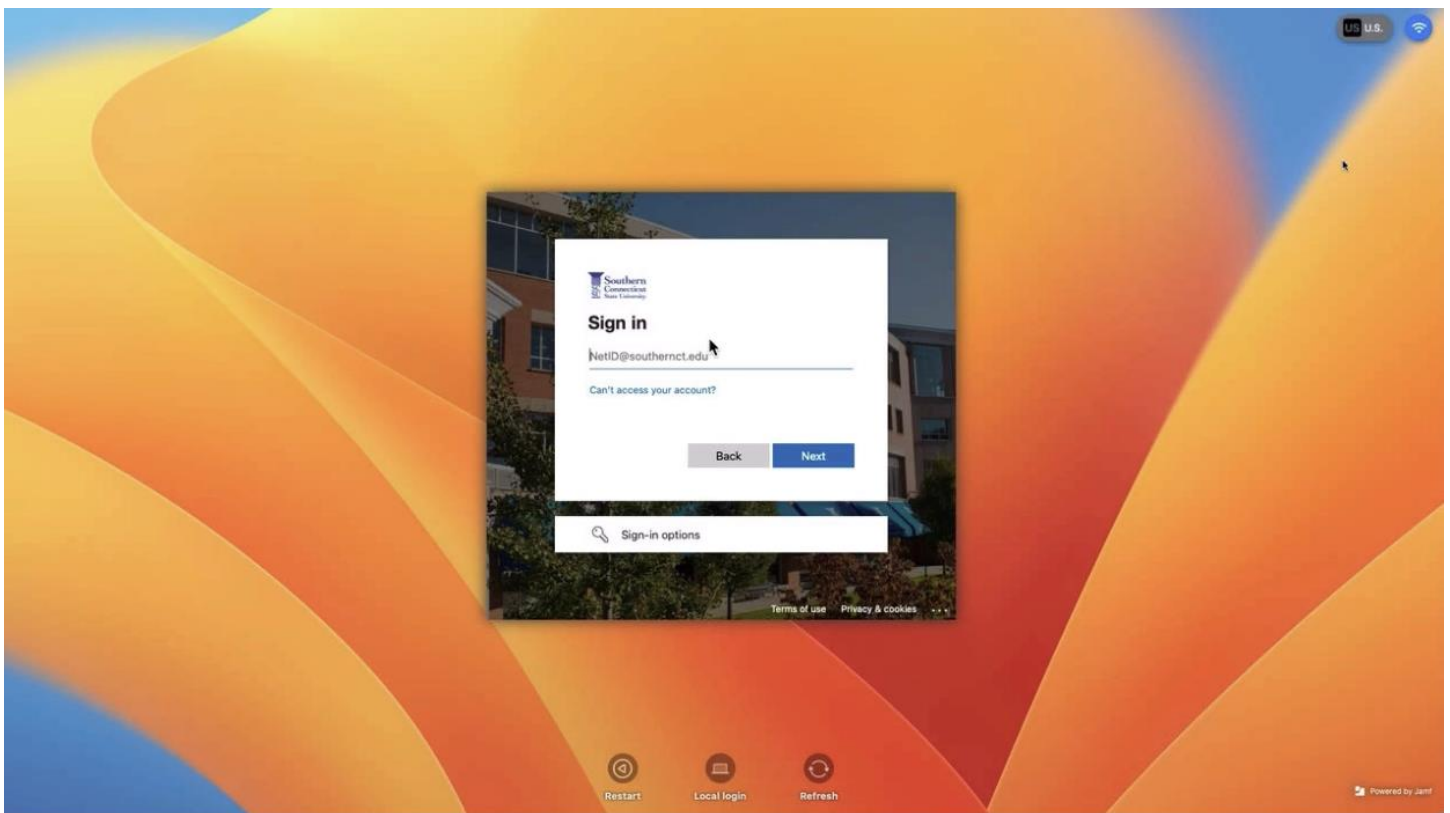 US U.S.
Southern
Connecticut
State University
Sign in
NetID@southernct.edu
Can't access your account?
Back Next
Sign-in options
Terms of use Privacy & cookies ...
Restart Local login Refresh
Powered by Jamf